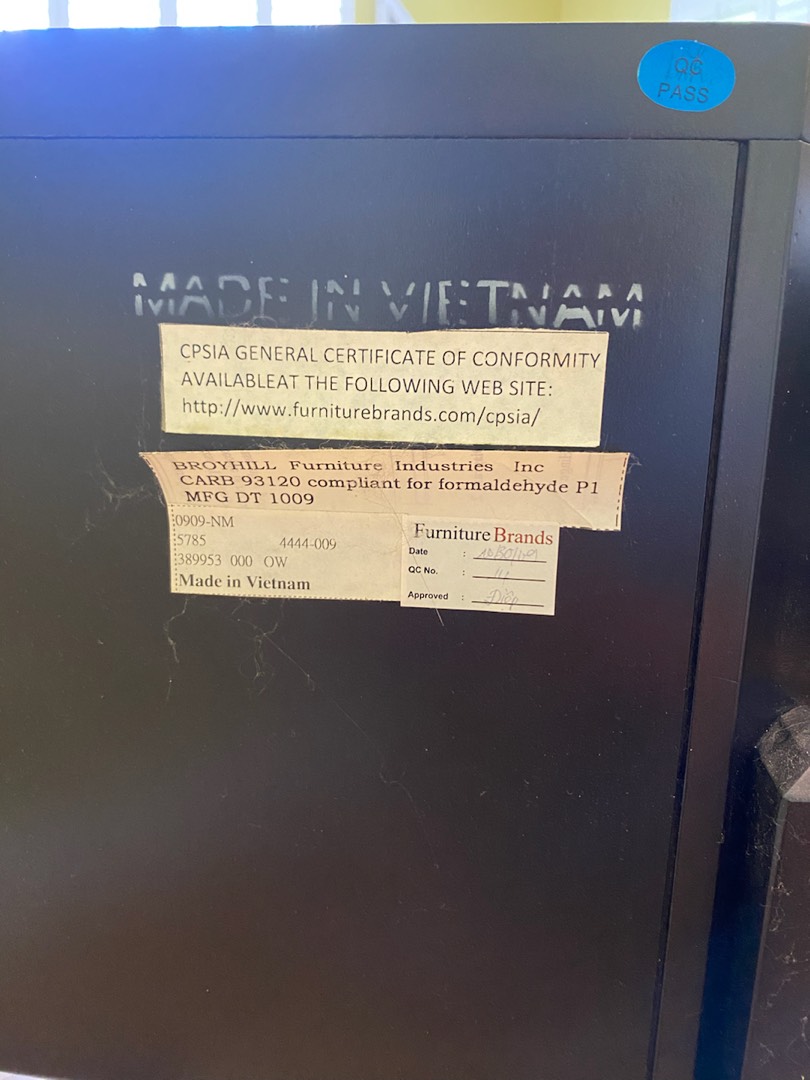 QC
PASS
MADE IN VIETNAM
CPSIA GENERAL CERTIFICATE OF CONFORMITY
AVAILABLEAT THE FOLLOWING WEB SITE:
http://www.furniturebrands.com/cpsia/
BROYHILL Furniture Industries Inc
CARB 93120 compliant for formaldehyde P1
MFG DT 1009
0909-NM
5785 4444-009
389953 000 OW
Made in Vietnam
Furniture Brands
Date :
QC No. :
Approved :